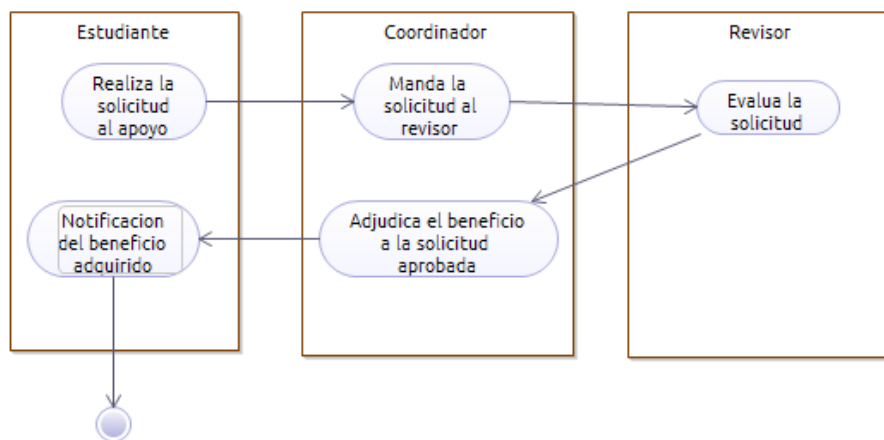 Estudiante
Coordinador
Revisor
Realiza la
solicitud
al apoyo
Manda la
solicitud al
revisor
Evalua la
solicitud
Notificacion
del beneficio
adquirido
Adjudica el beneficio
a la solicitud
aprobada